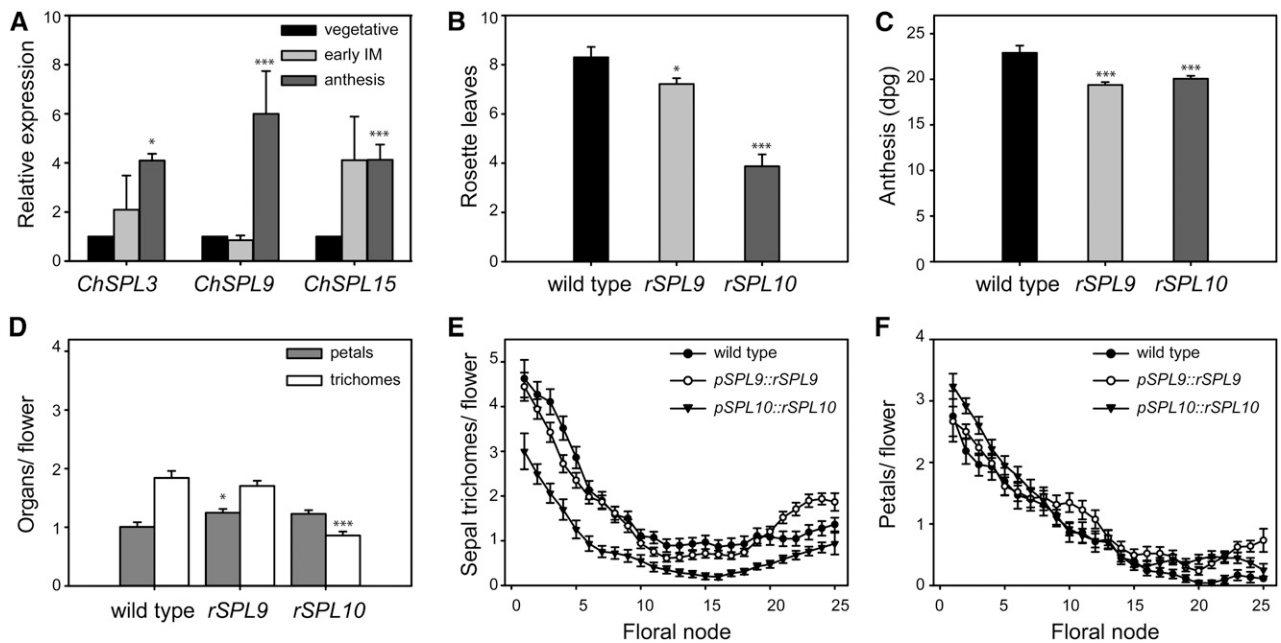 A
Relative expression
10
8
6
4
2
0
vegetative
early IM
anthesis
*
***
***
ChSPL3 ChSPL9 ChSPL15
B
Rosette leaves
10
8
6
4
2
0
*
***
wild type rSPL9 rSPL10
C
Anthesis (dpg)
25
20
15
10
5
0
***
***
wild type rSPL9 rSPL10
D
Organs/ flower
4
3
2
1
0
petals
trichomes
*
***
wild type rSPL9 rSPL10
E
Sepal trichomes/ flower
5
4
3
2
1
0
wild type
pSPL9::rSPL9
pSPL10::rSPL10
0 5 10 15 20 25
Floral node
F
Petals/ flower
4
3
2
1
0
wild type
pSPL9::rSPL9
pSPL10::rSPL10
0 5 10 15 20 25
Floral node